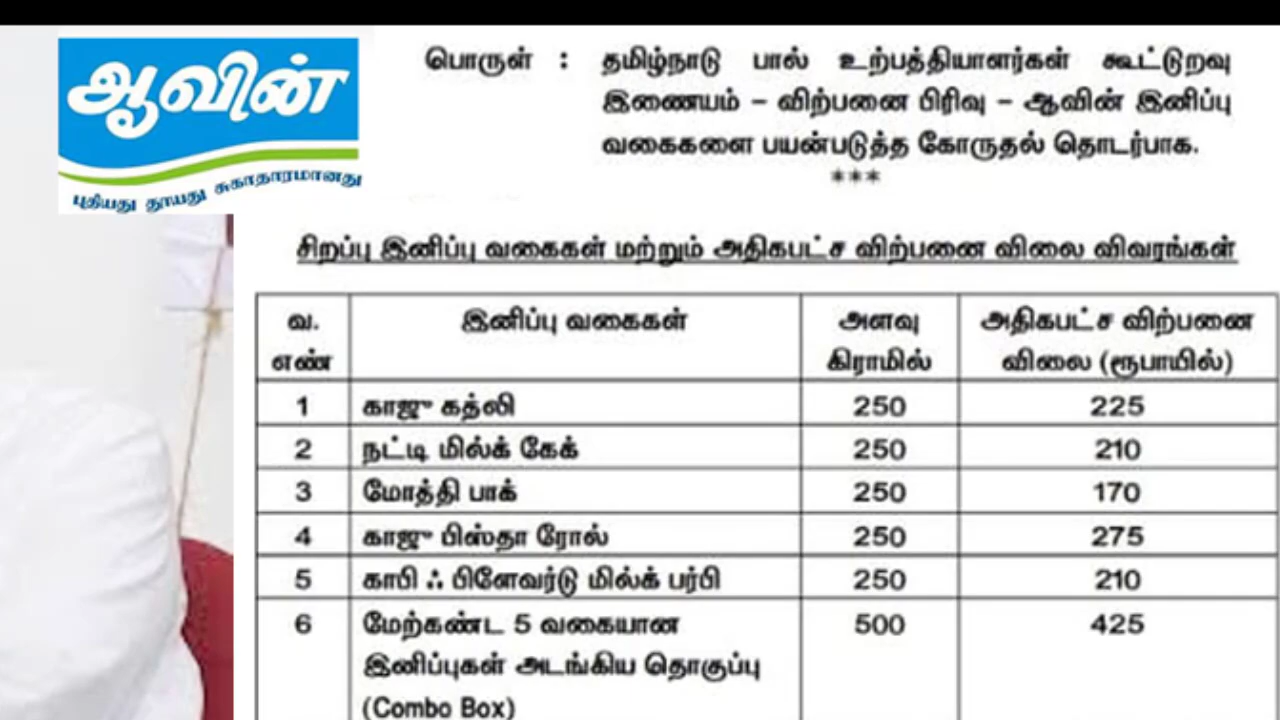 ஆவின்
புதியது தூயது சுகாதாரமானது
பொருள் : தமிழ்நாடு பால் உற்பத்தியாளர்கள் கூட்டுறவு
இணையம் – விற்பனை பிரிவு – ஆவின் இனிப்பு
வகைகளை பயன்படுத்த கோருதல் தொடர்பாக.
***
சிறப்பு இனிப்பு வகைகள் மற்றும் அதிகபட்ச விற்பனை விலை விவரங்கள்
வ. இனிப்பு வகைகள் அளவு அதிகபட்ச விற்பனை
எண் கிராமில் விலை (ரூபாயில்)
1 காஜு கத்லி 250 225
2 நட்டி மில்க் கேக் 250 210
3 மோத்தி பாக் 250 170
4 காஜு பிஸ்தா ரோல் 250 275
5 காபி ஃ பிளேவர்டு மில்க் பர்பி 250 210
6 மேற்கண்ட 5 வகையான 500 425
இனிப்புகள் அடங்கிய தொகுப்பு
(Combo Box)